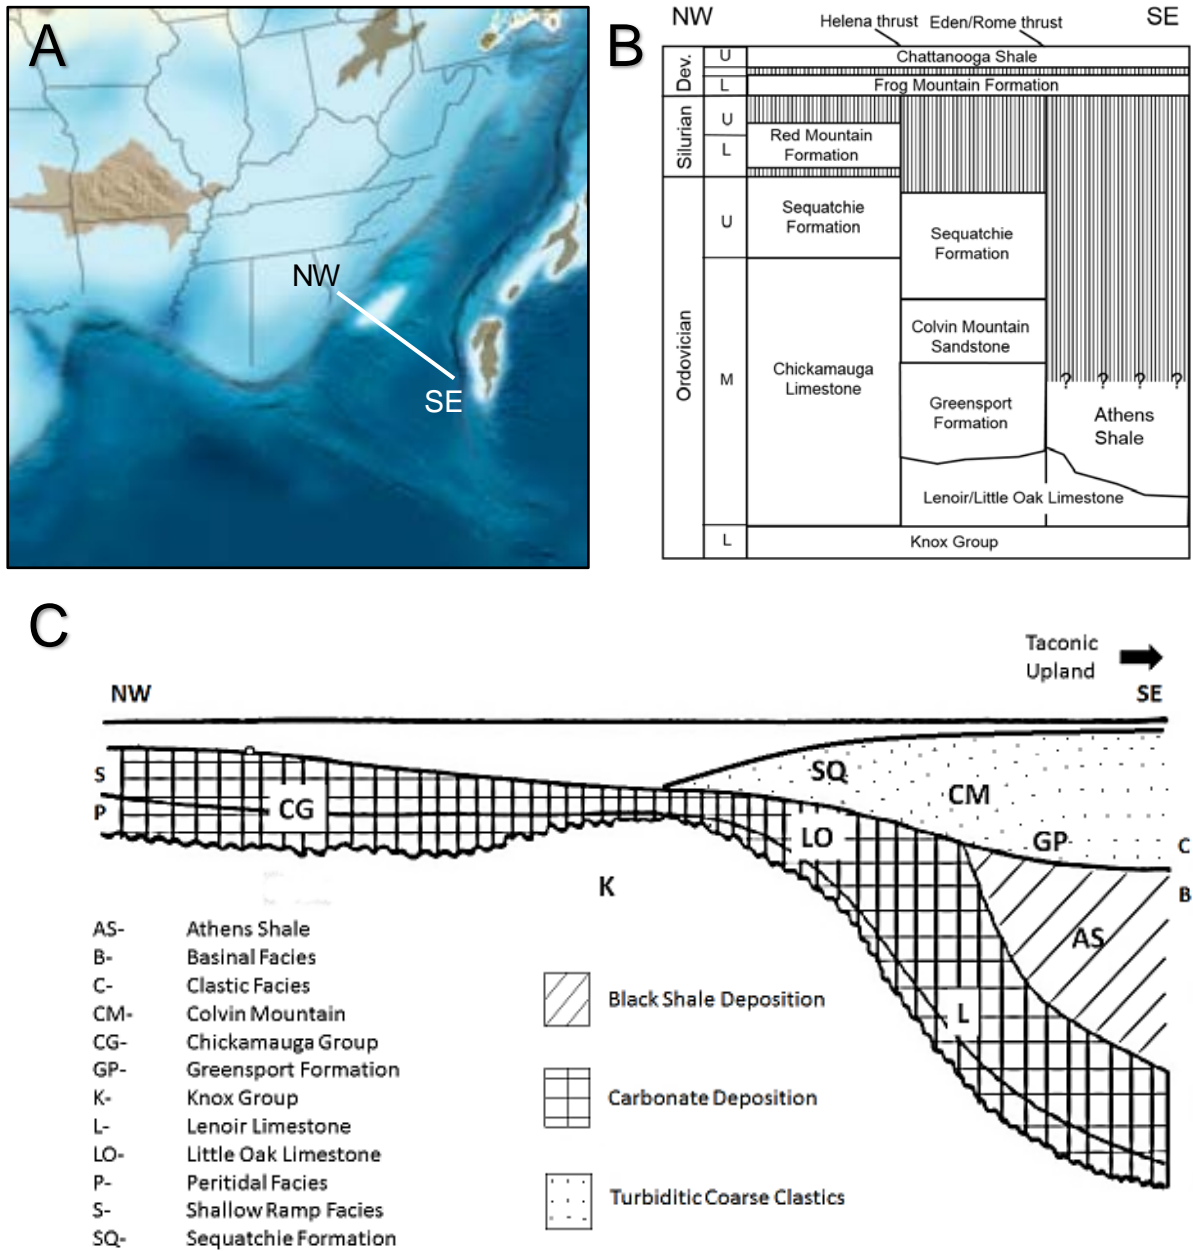 A
NW
SE
B
NW
Helena thrust
Eden/Rome thrust
SE
Dev.
U
Chattanooga Shale
L
Frog Mountain Formation
Silurian
U
L
Red Mountain
Formation
Ordovician
U
Sequatchie
Formation
Sequatchie
Formation
M
Chickamauga
Limestone
Colvin Mountain
Sandstone
Greensport
Formation
? ? ? ?
Athens
Shale
Lenoir/Little Oak Limestone
L
Knox Group
C
Taconic
Upland
NW
SE
S
P
CG
K
SQ
CM
GP
LO
L
AS
C
B
AS- Athens Shale
B- Basinal Facies
C- Clastic Facies
CM- Colvin Mountain
CG- Chickamauga Group
GP- Greensport Formation
K- Knox Group
L- Lenoir Limestone
LO- Little Oak Limestone
P- Peritidal Facies
S- Shallow Ramp Facies
SQ- Sequatchie Formation
Black Shale Deposition
Carbonate Deposition
Turbiditic Coarse Clastics